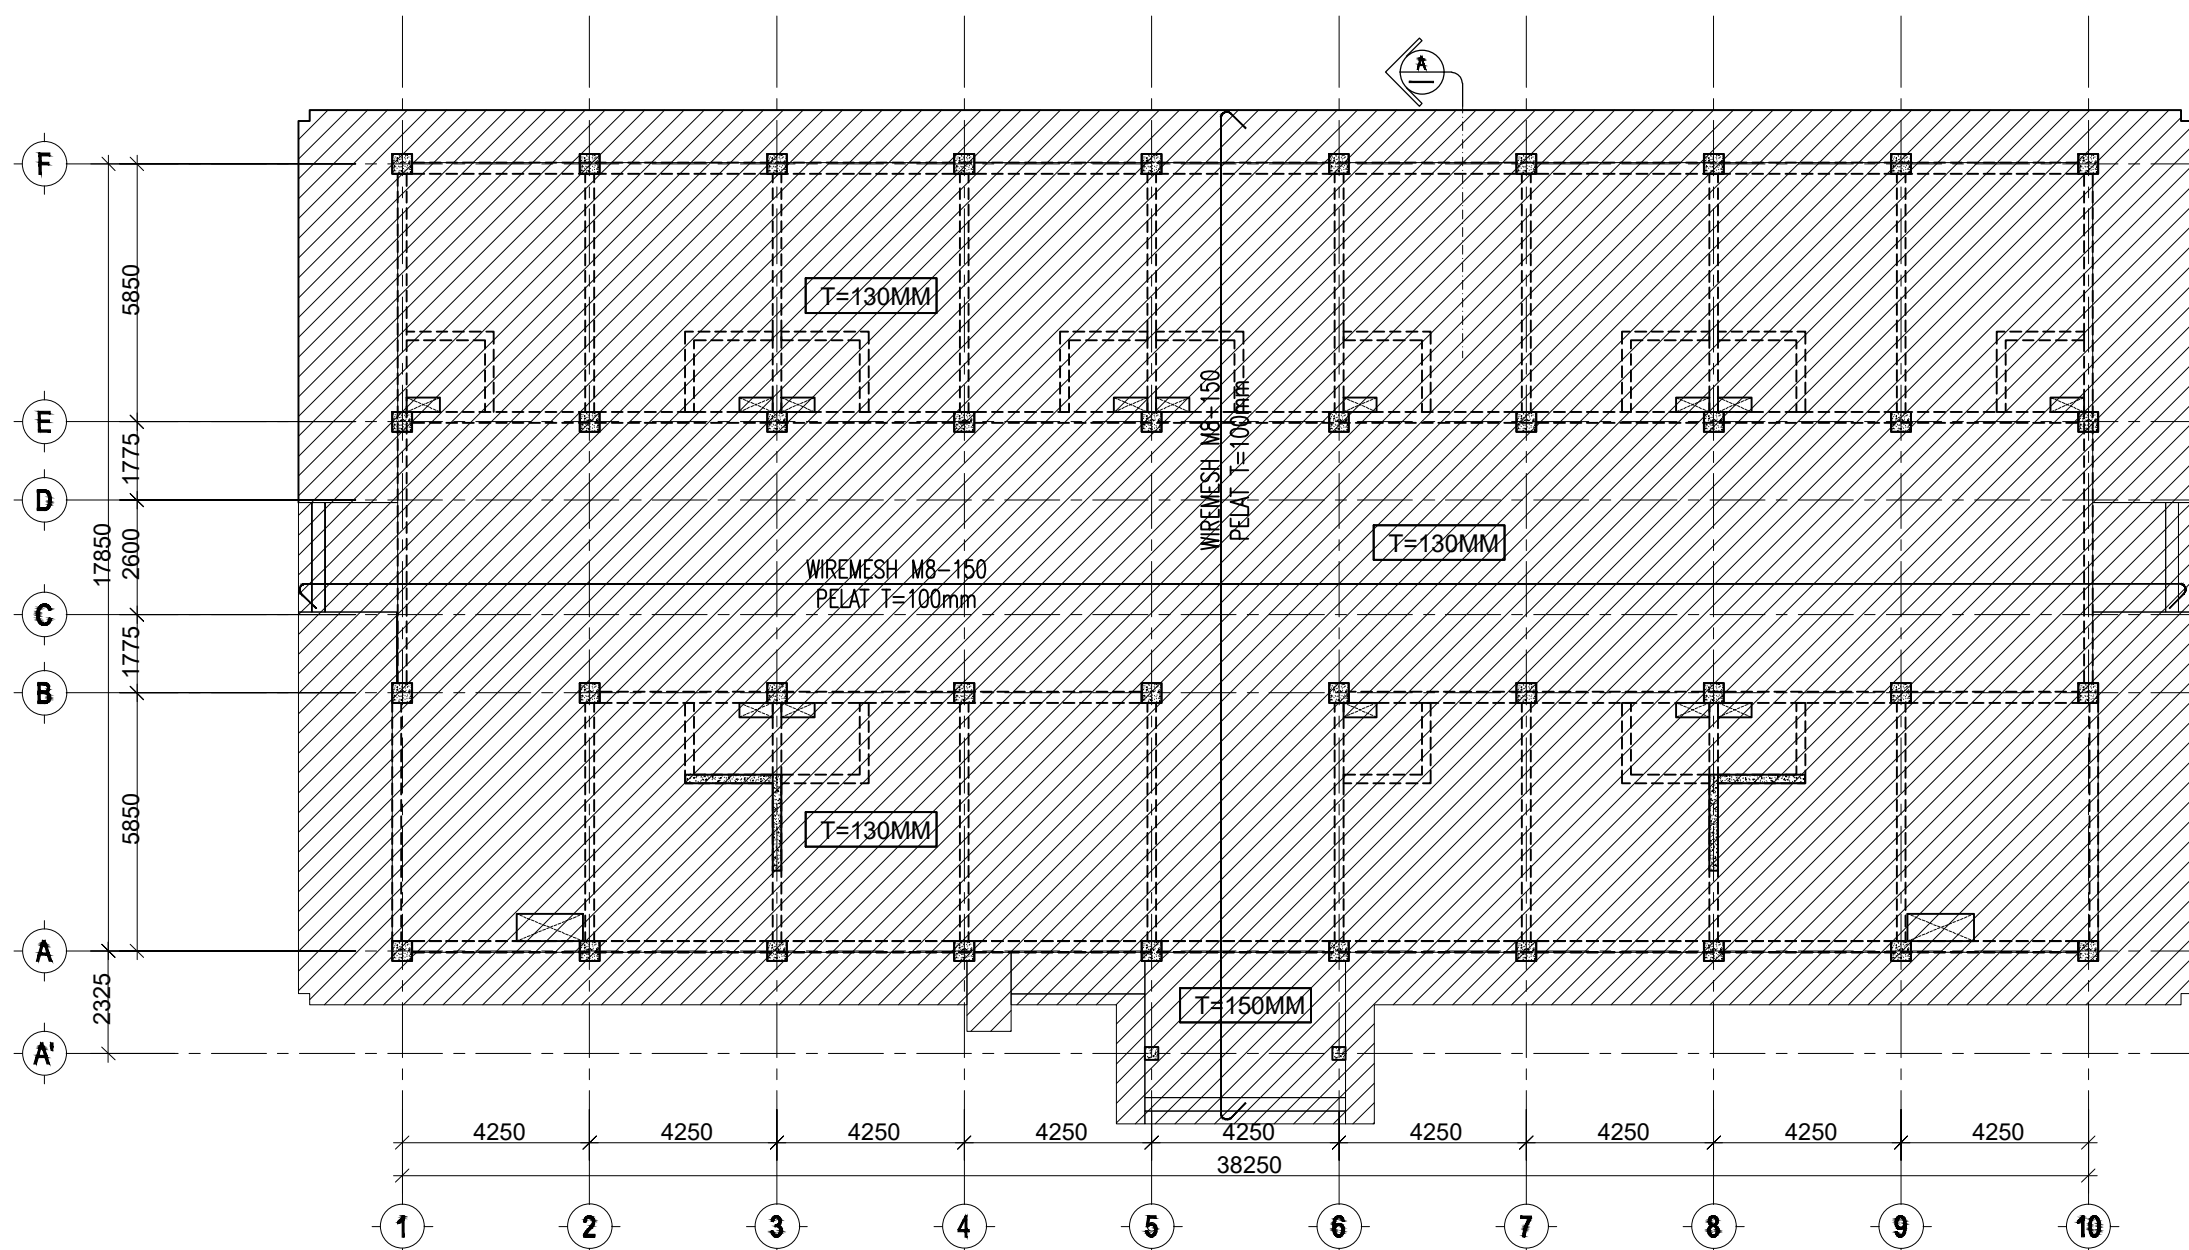 A
F
5850
T=130MM
E
1775
WIREMESH M8-150
PELAT T=100mm
D
17850
2600
T=130MM
WIREMESH M8-150
PELAT T=100mm
C
1775
B
5850
T=130MM
A
2325
T=150MM
A'
4250 4250 4250 4250 4250 4250 4250 4250 4250
38250
1 2 3 4 5 6 7 8 9 10